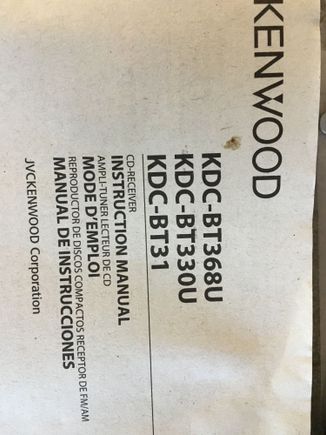 KENWOOD
KDC-BT368U
KDC-BT330U
KDC-BT31
CD-RECEIVER
INSTRUCTION MANUAL
AMPLI-TUNER LECTEUR DE CD
MODE D'EMPLOI
REPRODUCTOR DE DISCOS COMPACTOS RECEPTOR DE FM/AM
MANUAL DE INSTRUCCIONES
JVCKENWOOD Corporation